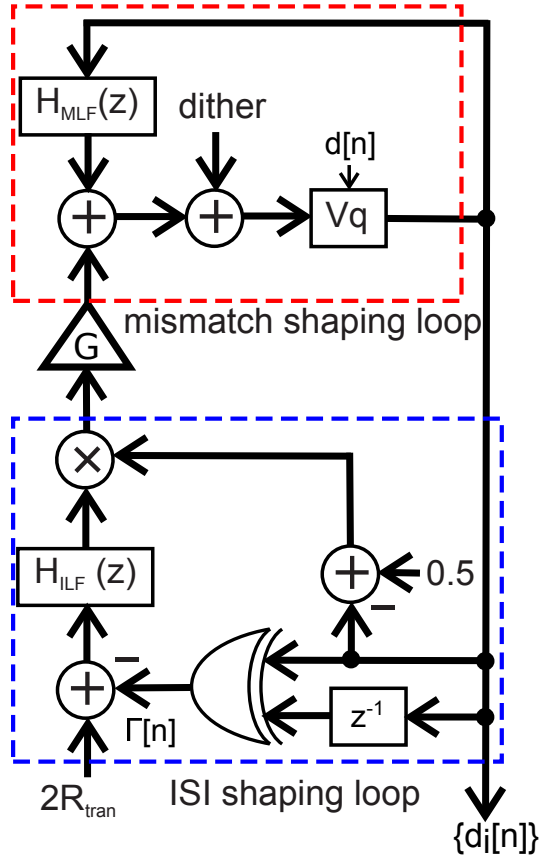 H_MLF(z)
dither
d[n]
+
+
Vq
mismatch shaping loop
G
×
H_ILF (z)
+
0.5
−
−
+
z⁻¹
Γ[n]
2R_tran
ISI shaping loop
{d_i[n]}